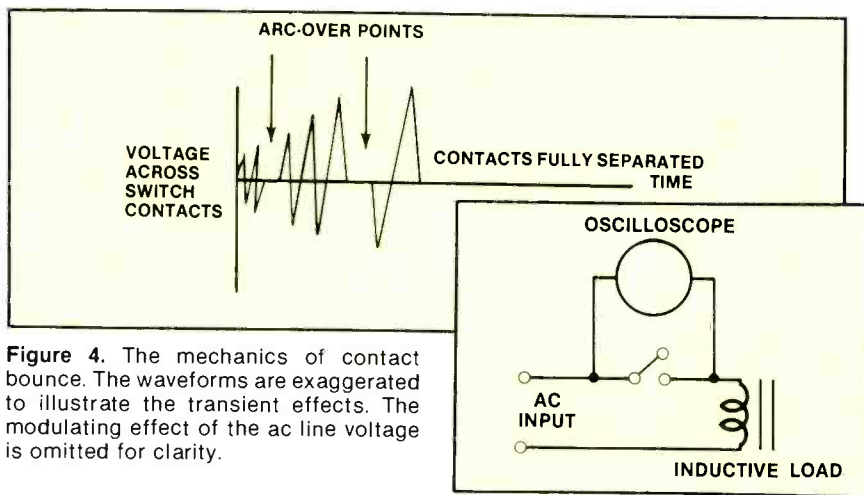 ARC-OVER POINTS
VOLTAGE
ACROSS
SWITCH
CONTACTS
CONTACTS FULLY SEPARATED
TIME
OSCILLOSCOPE
AC
INPUT
INDUCTIVE LOAD
Figure 4. The mechanics of contact
bounce. The waveforms are exaggerated
to illustrate the transient effects. The
modulating effect of the ac line voltage
is omitted for clarity.